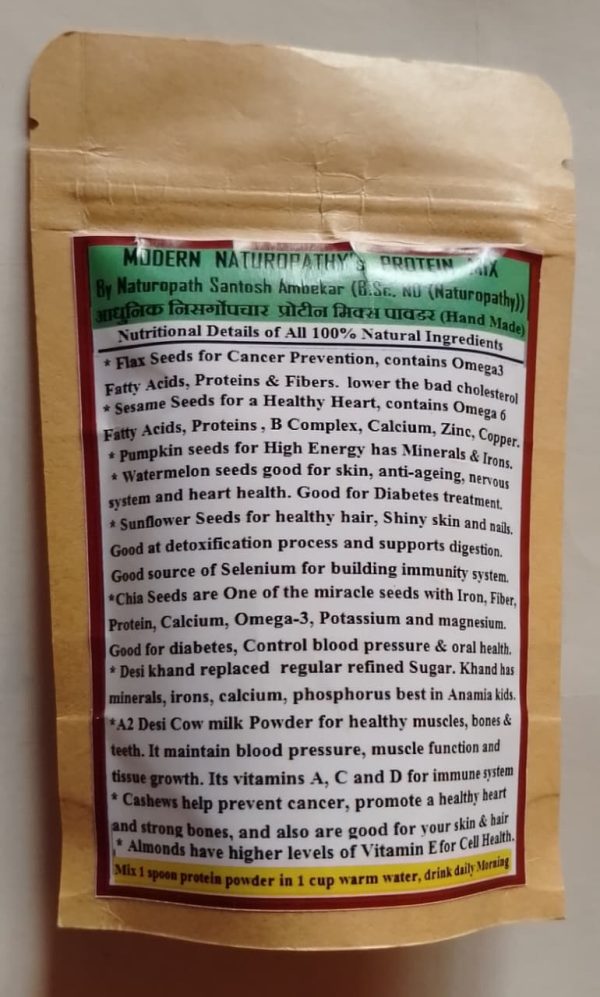 MODERN NATUROPATHY's PROTEIN MIX
By Naturopath Santosh Ambekar (B.Sc. ND (Naturopathy))
आधुनिक निसर्गोपचार प्रोटीन मिक्स पावडर (Hand Made)
Nutritional Details of All 100% Natural Ingredients
* Flax Seeds for Cancer Prevention, contains Omega3
Fatty Acids, Proteins & Fibers. lower the bad cholesterol
* Sesame Seeds for a Healthy Heart, contains Omega 6
Fatty Acids, Proteins , B Complex, Calcium, Zinc, Copper.
* Pumpkin seeds for High Energy has Minerals & Irons.
* Watermelon seeds good for skin, anti-ageing, nervous
system and heart health. Good for Diabetes treatment.
* Sunflower Seeds for healthy hair, Shiny skin and nails.
Good at detoxification process and supports digestion.
Good source of Selenium for building immunity system.
*Chia Seeds are One of the miracle seeds with Iron, Fiber,
Protein, Calcium, Omega-3, Potassium and magnesium.
Good for diabetes, Control blood pressure & oral health.
* Desi khand replaced regular refined Sugar. Khand has
minerals, irons, calcium, phosphorus best in Anamia kids.
*A2 Desi Cow milk Powder for healthy muscles, bones &
teeth. It maintain blood pressure, muscle function and
tissue growth. Its vitamins A, C and D for immune system
* Cashews help prevent cancer, promote a healthy heart
and strong bones, and also are good for your skin & hair
* Almonds have higher levels of Vitamin E for Cell Health.
Mix 1 spoon protein powder in 1 cup warm water, drink daily Morning